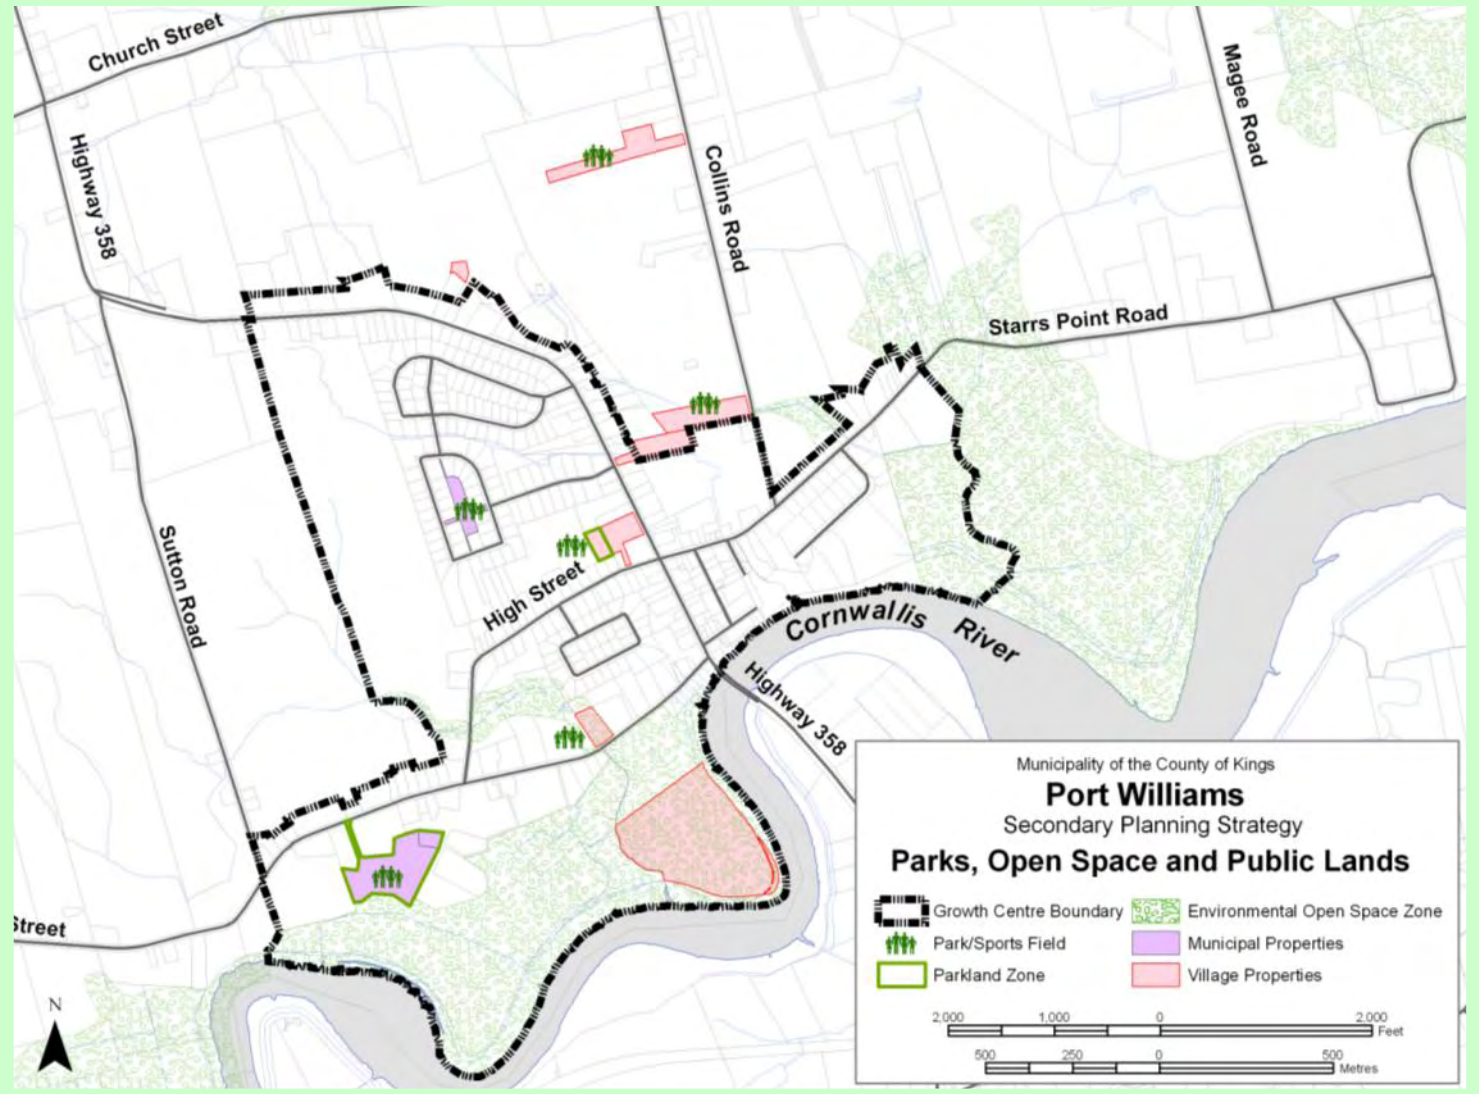 Church Street
Highway 358
Collins Road
Magee Road
Starrs Point Road
Sutton Road
High Street
Cornwallis River
Highway 358
Street
N
Municipality of the County of Kings
Port Williams
Secondary Planning Strategy
Parks, Open Space and Public Lands
Growth Centre Boundary
Environmental Open Space Zone
Park/Sports Field
Municipal Properties
Parkland Zone
Village Properties
2,000 1,000 0 2,000
Feet
500 250 0 500
Metres